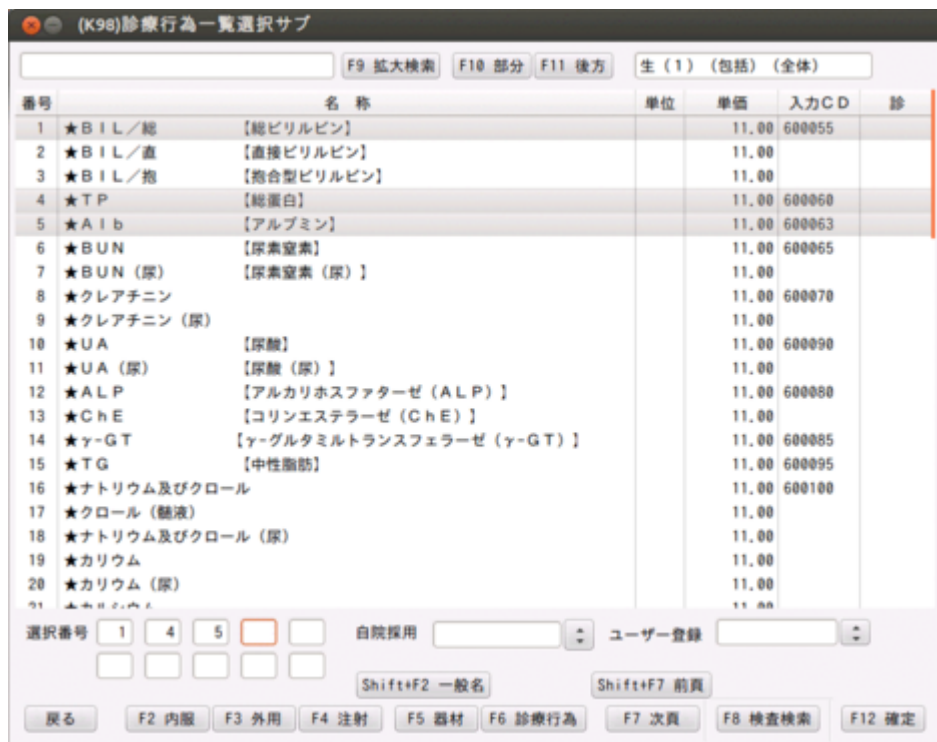 (K98)診療行為一覧選択サブ
F9 拡大検索 F10 部分 F11 後方 生(1) (包括) (全体)
番号 名 称 単位 単価 入力CD 診
1 ★BIL/総 【総ビリルビン】 11.00 600055
2 ★BIL/直 【直接ビリルビン】 11.00
3 ★BIL/抱 【抱合型ビリルビン】 11.00
4 ★TP 【総蛋白】 11.00 600060
5 ★Alb 【アルブミン】 11.00 600063
6 ★BUN 【尿素窒素】 11.00 600065
7 ★BUN(尿) 【尿素窒素(尿)】 11.00
8 ★クレアチニン 11.00 600070
9 ★クレアチニン(尿) 11.00
10 ★UA 【尿酸】 11.00 600090
11 ★UA(尿) 【尿酸(尿)】 11.00
12 ★ALP 【アルカリホスファターゼ(ALP)】 11.00 600080
13 ★ChE 【コリンエステラーゼ(ChE)】 11.00
14 ★γ-GT 【γ-グルタミルトランスフェラーゼ(γ-GT)】 11.00 600085
15 ★TG 【中性脂肪】 11.00 600095
16 ★ナトリウム及びクロール 11.00 600100
17 ★クロール(髄液) 11.00
18 ★ナトリウム及びクロール(尿) 11.00
19 ★カリウム 11.00
20 ★カリウム(尿) 11.00
21 ★カルシウム 11.00
選択番号 1 4 5 自院採用 ユーザー登録
Shift+F2 一般名 Shift+F7 前頁
戻る F2 内服 F3 外用 F4 注射 F5 器材 F6 診療行為 F7 次頁 F8 検査検索 F12 確定